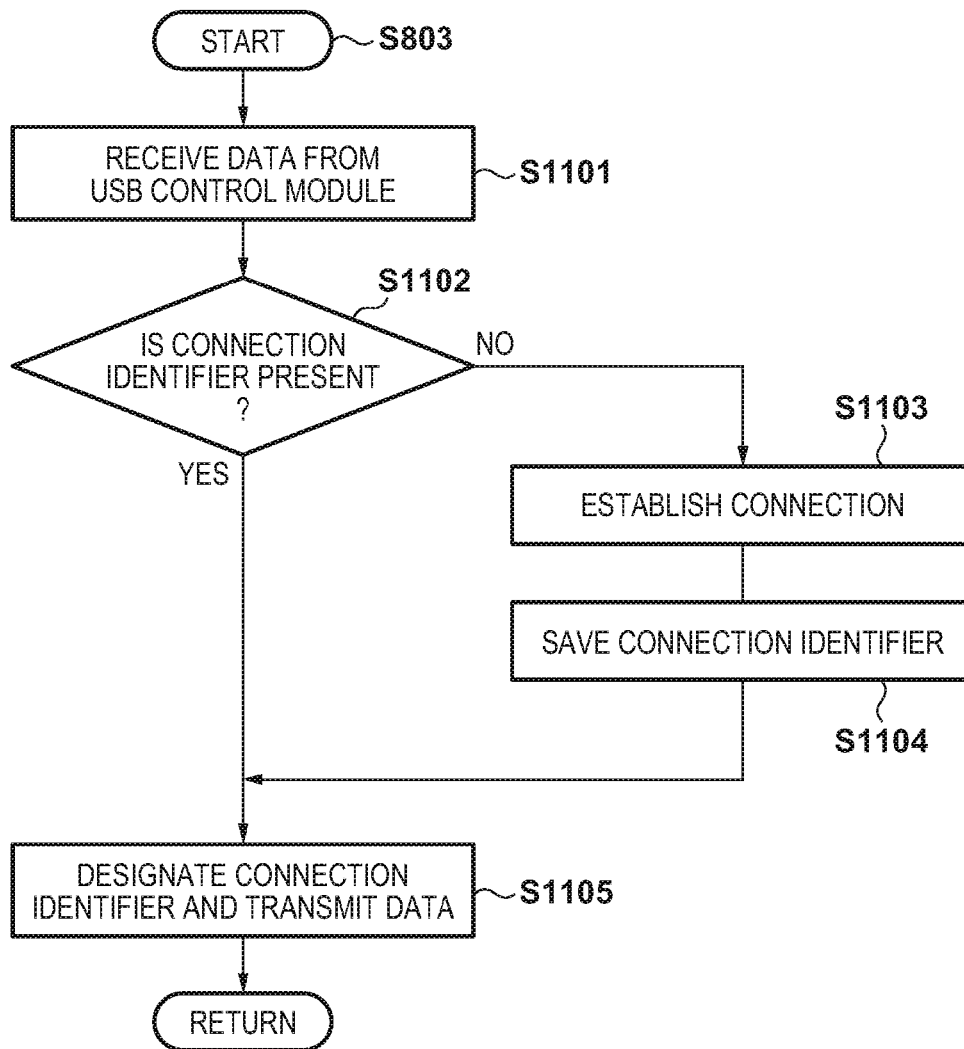 START
S803
RECEIVE DATA FROM
USB CONTROL MODULE
S1101
S1102
IS CONNECTION
IDENTIFIER PRESENT
?
NO
YES
S1103
ESTABLISH CONNECTION
SAVE CONNECTION IDENTIFIER
S1104
DESIGNATE CONNECTION
IDENTIFIER AND TRANSMIT DATA
S1105
RETURN